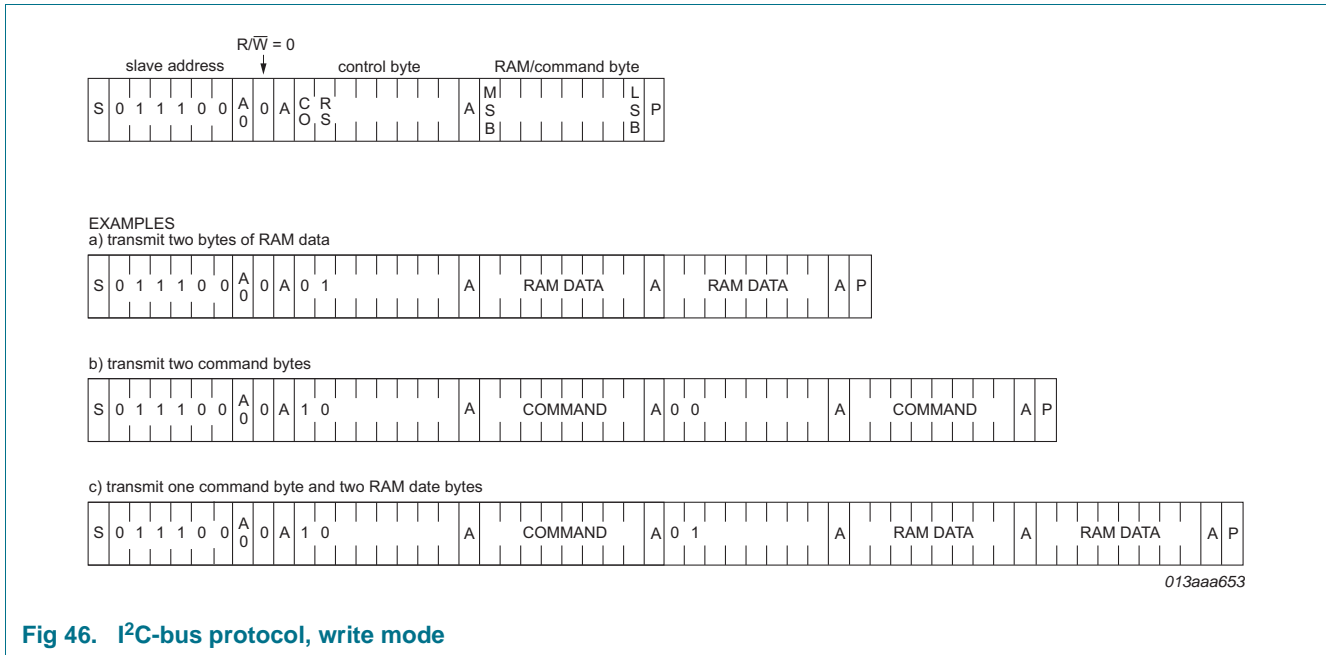 R/W = 0
slave address control byte RAM/command byte
S 0 1 1 1 0 0 A0 0 A CO RS A MSB LSB P
EXAMPLES
a) transmit two bytes of RAM data
S 0 1 1 1 0 0 A0 0 A 0 1 A RAM DATA A RAM DATA A P
b) transmit two command bytes
S 0 1 1 1 0 0 A0 0 A 1 0 A COMMAND A 0 0 A COMMAND A P
c) transmit one command byte and two RAM date bytes
S 0 1 1 1 0 0 A0 0 A 1 0 A COMMAND A 0 1 A RAM DATA A RAM DATA A P
013aaa653
Fig 46. I²C-bus protocol, write mode